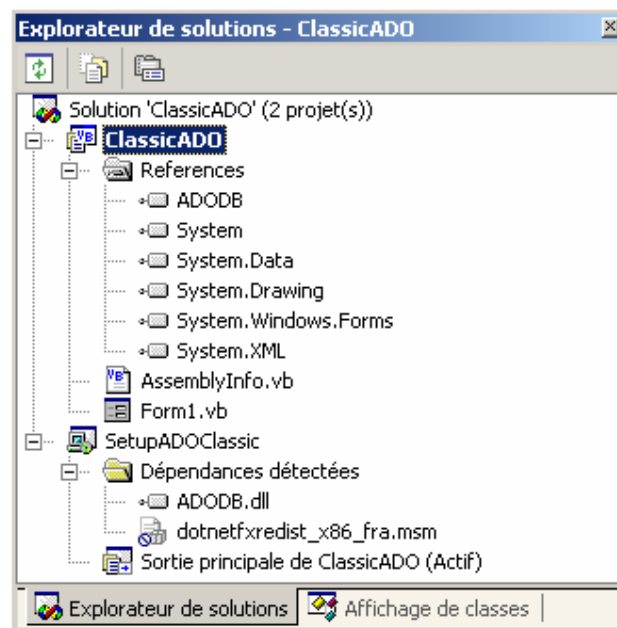 Explorateur de solutions - ClassicADO
Solution 'ClassicADO' (2 projet(s))
ClassicADO
References
ADODB
System
System.Data
System.Drawing
System.Windows.Forms
System.XML
AssemblyInfo.vb
Form1.vb
SetupADOClassic
Dépendances détectées
ADODB.dll
dotnetfxredist_x86_fra.msm
Sortie principale de ClassicADO (Actif)
Explorateur de solutions Affichage de classes